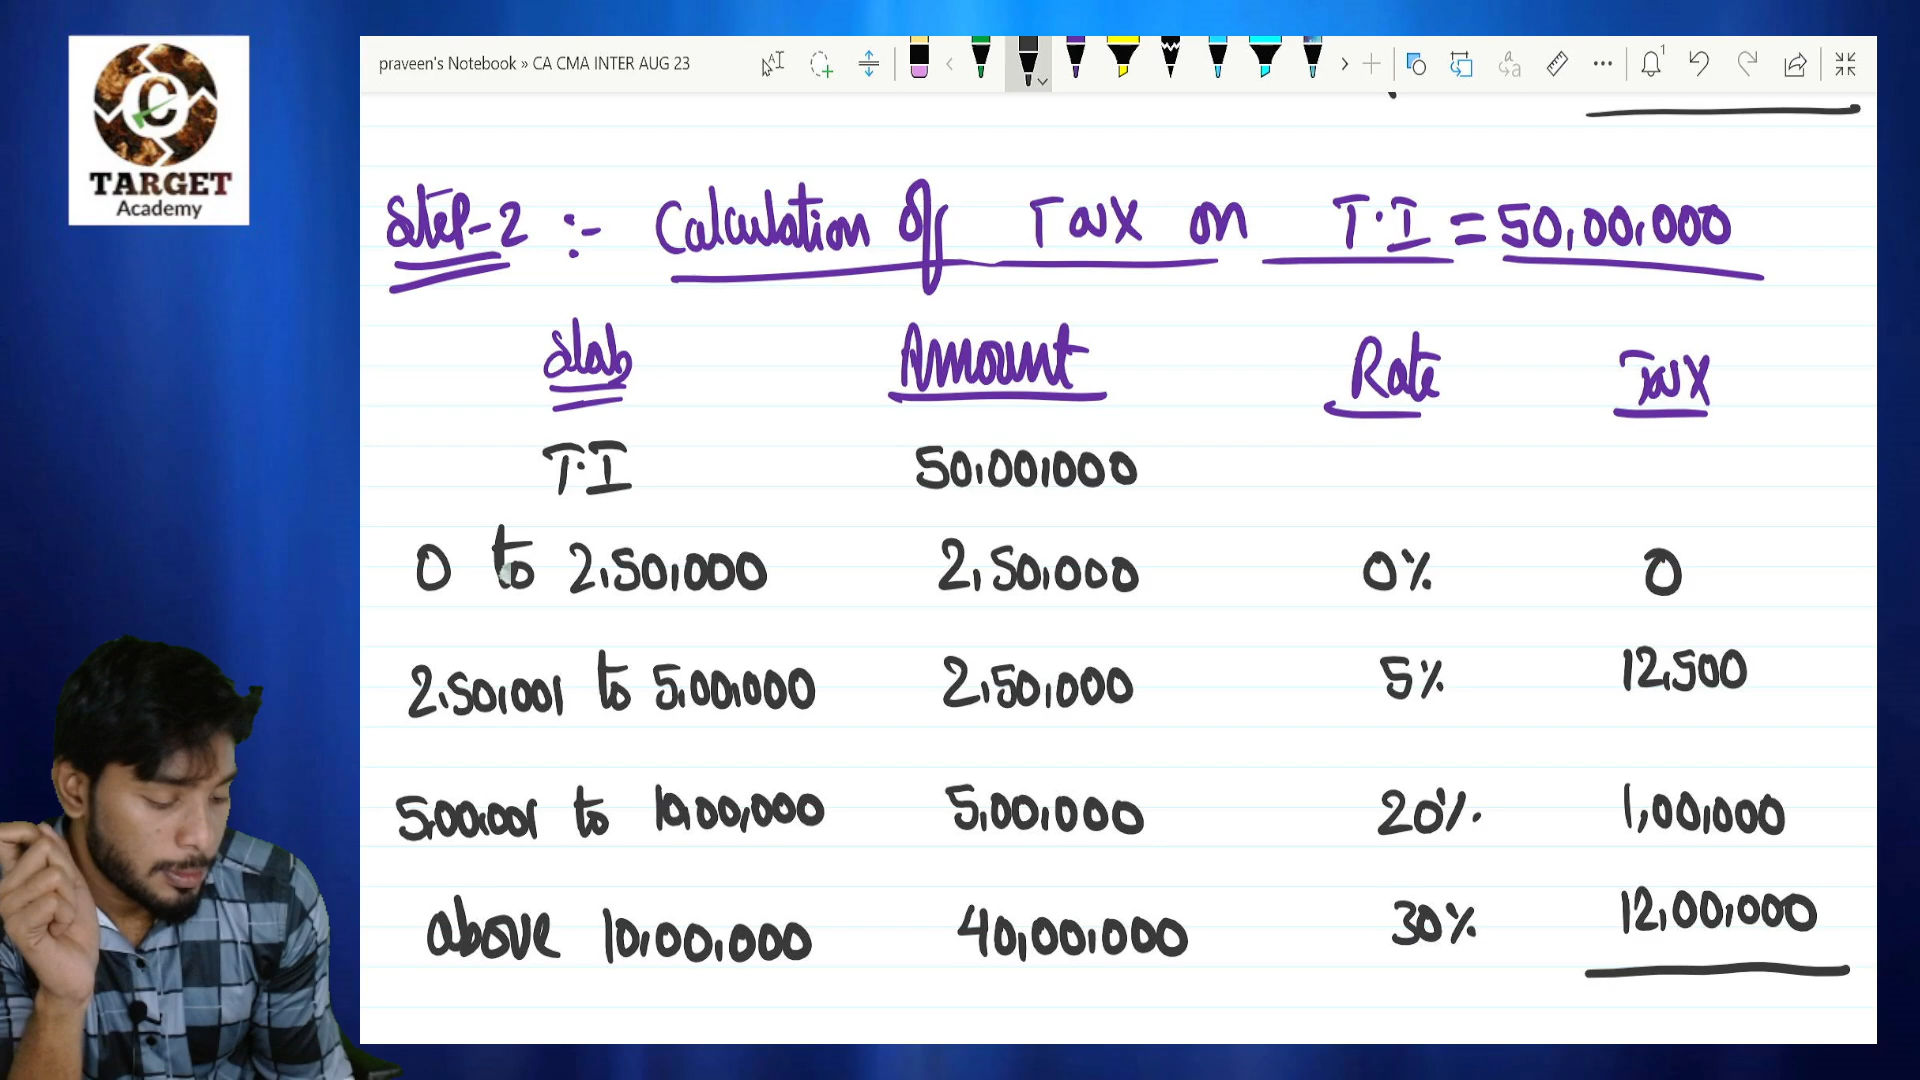 TARGET
Academy
praveen's Notebook » CA CMA INTER AUG 23
Step-2 :- Calculation of Tax on T.I = 50,00,000
Slab Amount Rate Tax
T.I 50,00,000
0 to 2,50,000 2,50,000 0% 0
2,50,001 to 5,00,000 2,50,000 5% 12,500
5,00,001 to 10,00,000 5,00,000 20% 1,00,000
above 10,00,000 40,00,000 30% 12,00,000